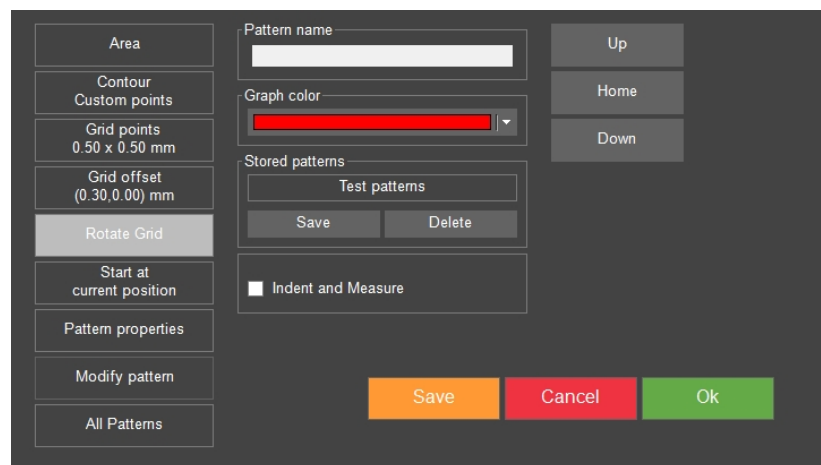 Area
Contour
Custom points
Grid points
0.50 x 0.50 mm
Grid offset
(0.30,0.00) mm
Rotate Grid
Start at
current position
Pattern properties
Modify pattern
All Patterns
Pattern name
Graph color
Stored patterns
Test patterns
Save Delete
Indent and Measure
Up
Home
Down
Save Cancel Ok